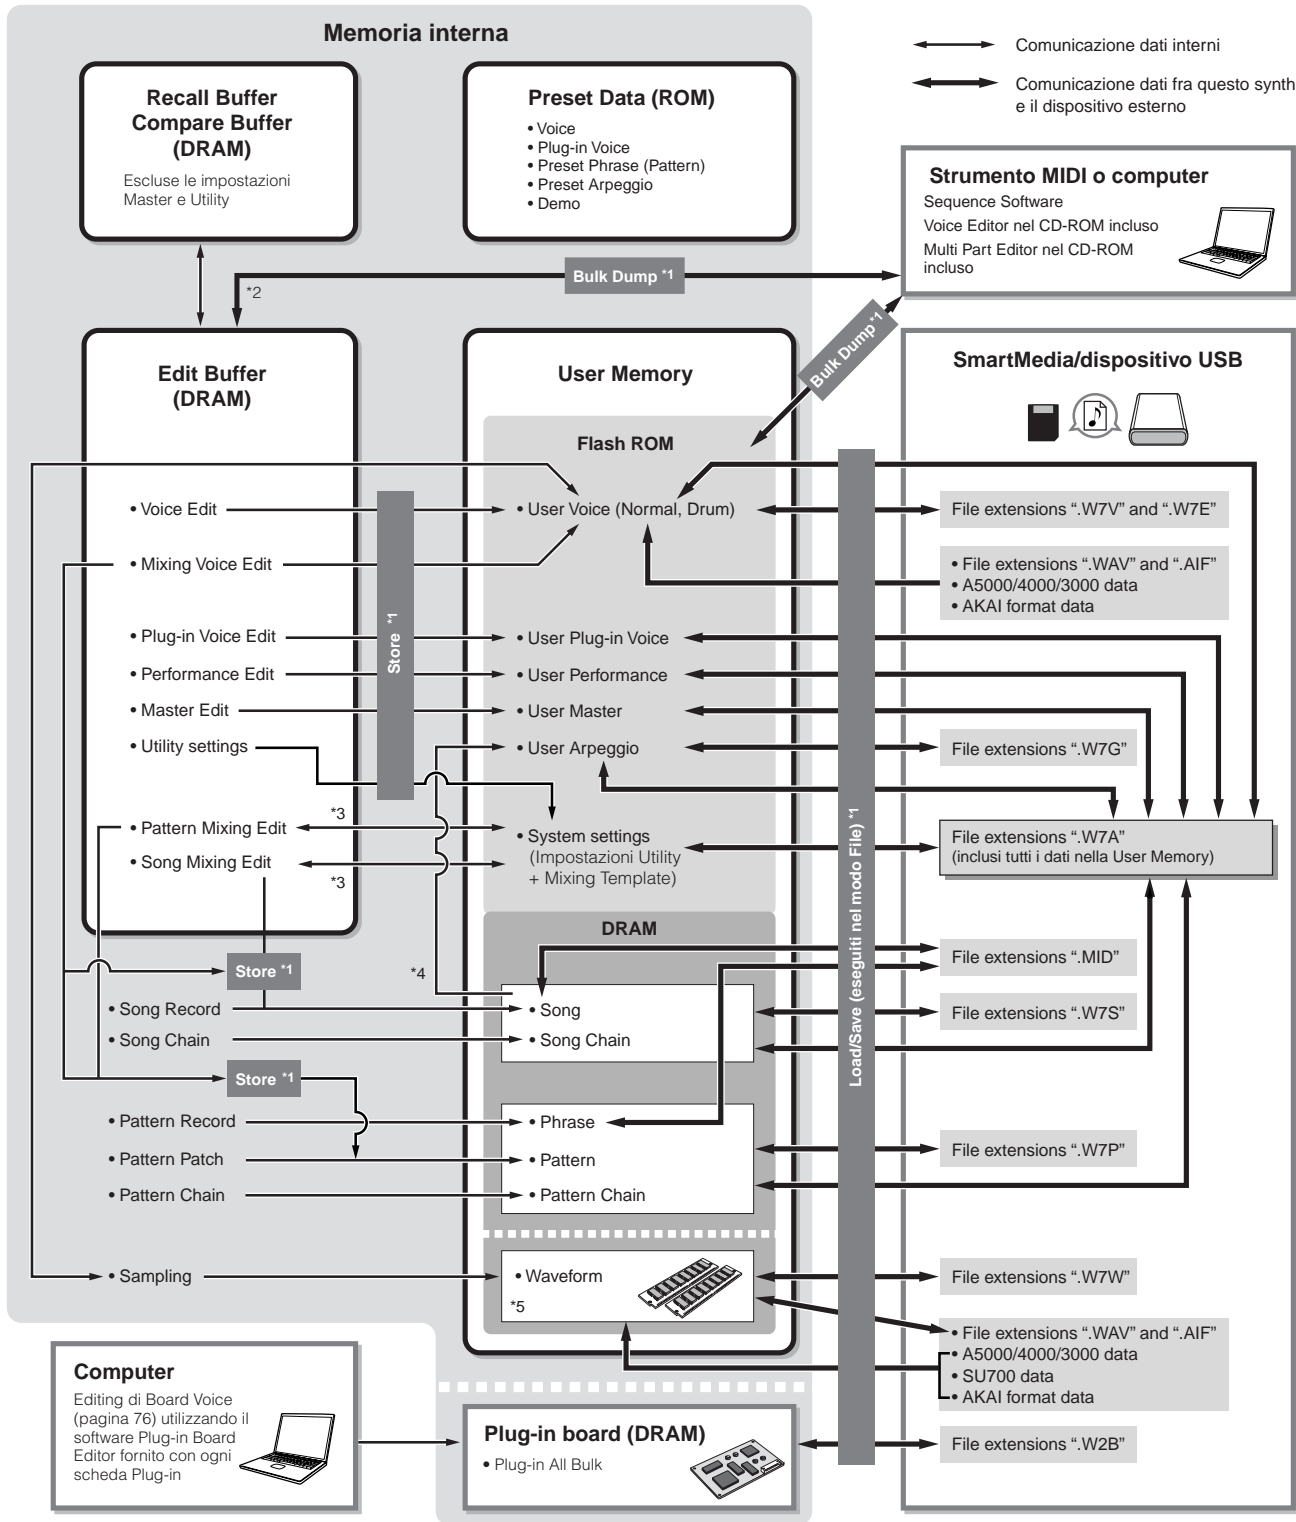 Memoria interna
Comunicazione dati interni
Comunicazione dati fra questo synth
e il dispositivo esterno
Recall Buffer
Compare Buffer
(DRAM)
Escluse le impostazioni
Master e Utility
Preset Data (ROM)
• Voice
• Plug-in Voice
• Preset Phrase (Pattern)
• Preset Arpeggio
• Demo
Strumento MIDI o computer
Sequence Software
Voice Editor nel CD-ROM incluso
Multi Part Editor nel CD-ROM
incluso
Bulk Dump *1
*2
Bulk Dump *1
Edit Buffer
(DRAM)
• Voice Edit
• Mixing Voice Edit
• Plug-in Voice Edit
• Performance Edit
• Master Edit
• Utility settings
• Pattern Mixing Edit
• Song Mixing Edit
*3
*3
Store *1
User Memory
Flash ROM
• User Voice (Normal, Drum)
• User Plug-in Voice
• User Performance
• User Master
• User Arpeggio
• System settings
(Impostazioni Utility
+ Mixing Template)
DRAM
*4
Store *1
• Song Record
• Song Chain
• Song
• Song Chain
Store *1
• Pattern Record
• Pattern Patch
• Pattern Chain
• Phrase
• Pattern
• Pattern Chain
• Sampling
• Waveform
*5
Load/Save (eseguiti nel modo File) *1
SmartMedia/dispositivo USB
File extensions “.W7V” and “.W7E”
• File extensions “.WAV” and “.AIF”
• A5000/4000/3000 data
• AKAI format data
File extensions “.W7G”
File extensions “.W7A”
(inclusi tutti i dati nella User Memory)
File extensions “.MID”
File extensions “.W7S”
File extensions “.W7P”
File extensions “.W7W”
• File extensions “.WAV” and “.AIF”
• A5000/4000/3000 data
• SU700 data
• AKAI format data
File extensions “.W2B”
Computer
Editing di Board Voice
(pagina 76) utilizzando il
software Plug-in Board
Editor fornito con ogni
scheda Plug-in
Plug-in board (DRAM)
• Plug-in All Bulk